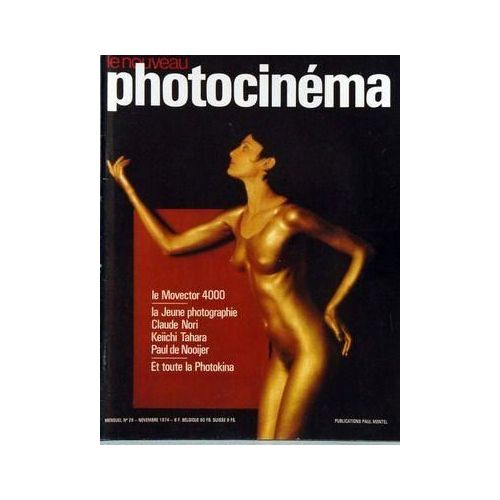 le nouveau
photocinéma
le Movector 4000
la Jeune photographie
Claude Nori
Keiichi Tahara
Paul de Nooijer
Et toute la Photokina
MENSUEL Nº 29 - NOVEMBRE 1974 - 8 F. BELGIQUE 80 FB. SUISSE 8 FS.
PUBLICATIONS PAUL MONTEL